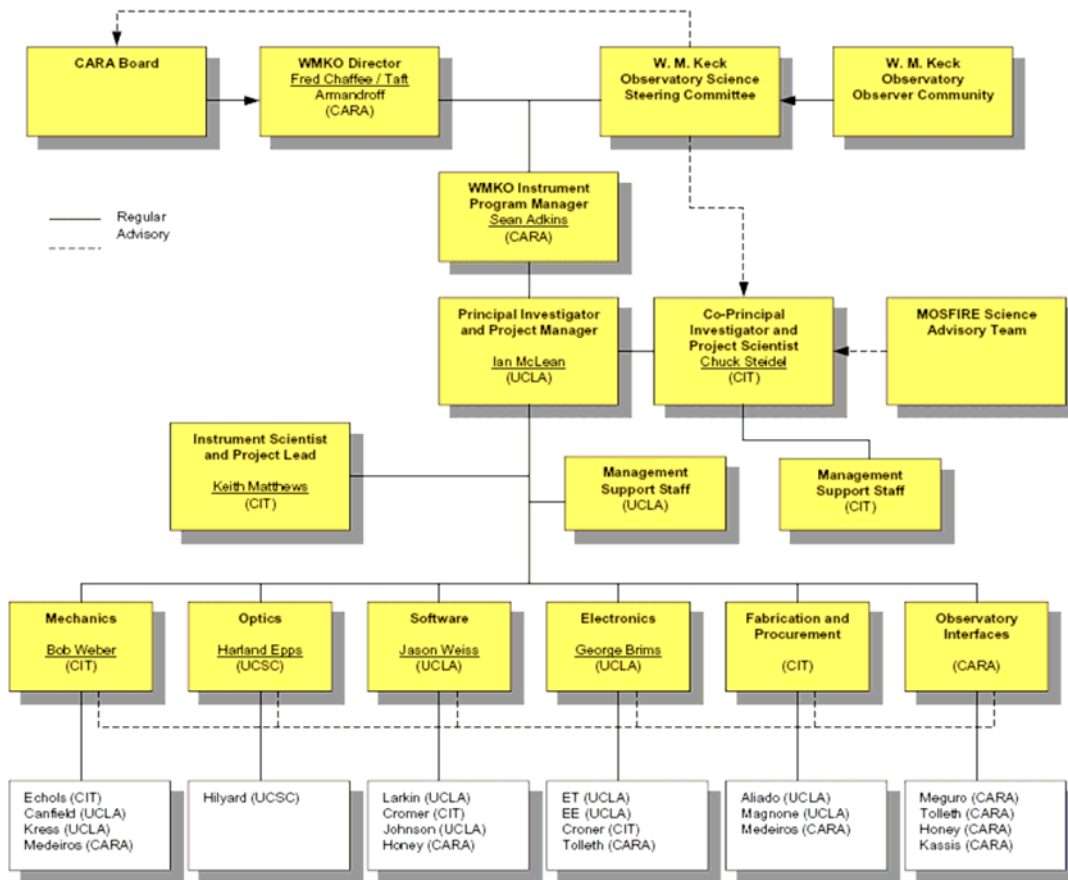 CARA Board
WMKO Director
Fred Chaffee / Taft
Armandroff
(CARA)
W. M. Keck
Observatory Science
Steering Committee
W. M. Keck
Observatory
Observer Community
WMKO Instrument
Program Manager
Sean Adkins
(CARA)
Regular
Advisory
Principal Investigator
and Project Manager
Ian McLean
(UCLA)
Co-Principal
Investigator and
Project Scientist
Chuck Steidel
(CIT)
MOSFIRE Science
Advisory Team
Instrument Scientist
and Project Lead
Keith Matthews
(CIT)
Management
Support Staff
(UCLA)
Management
Support Staff
(CIT)
Mechanics
Bob Weber
(CIT)
Optics
Harland Epps
(UCSC)
Software
Jason Weiss
(UCLA)
Electronics
George Brims
(UCLA)
Fabrication and
Procurement
(CIT)
Observatory
Interfaces
(CARA)
Echols (CIT)
Canfield (UCLA)
Kress (UCLA)
Medeiros (CARA)
Hilyard (UCSC)
Larkin (UCLA)
Cromer (CIT)
Johnson (UCLA)
Honey (CARA)
ET (UCLA)
EE (UCLA)
Croner (CIT)
Tolleth (CARA)
Aliado (UCLA)
Magnone (UCLA)
Medeiros (CARA)
Meguro (CARA)
Tolleth (CARA)
Honey (CARA)
Kassis (CARA)